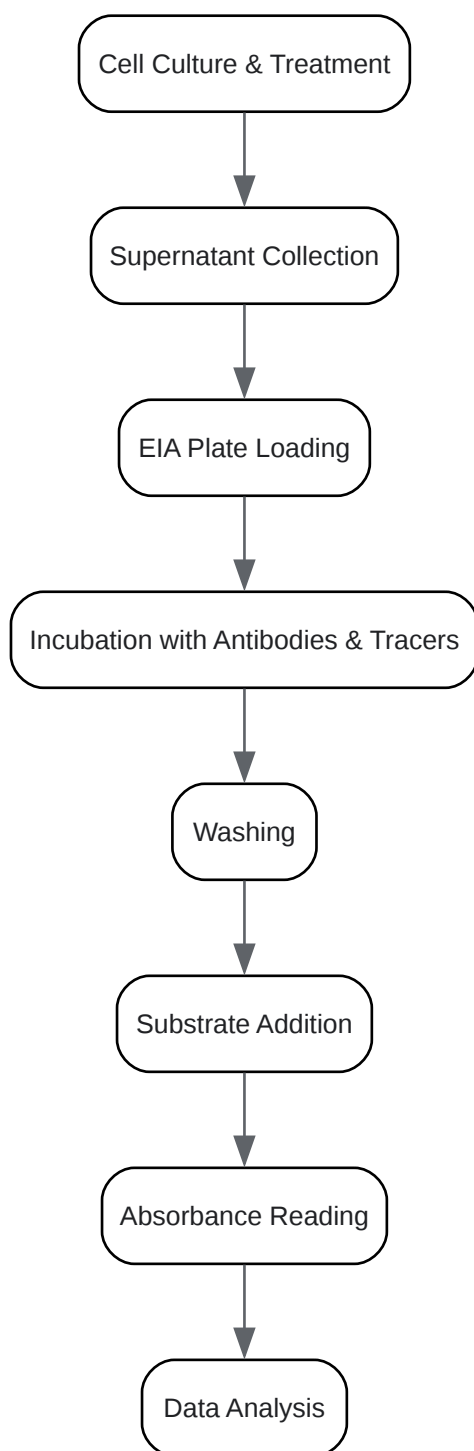 Cell Culture & Treatment
Supernatant Collection
EIA Plate Loading
Incubation with Antibodies & Tracers
Washing
Substrate Addition
Absorbance Reading
Data Analysis